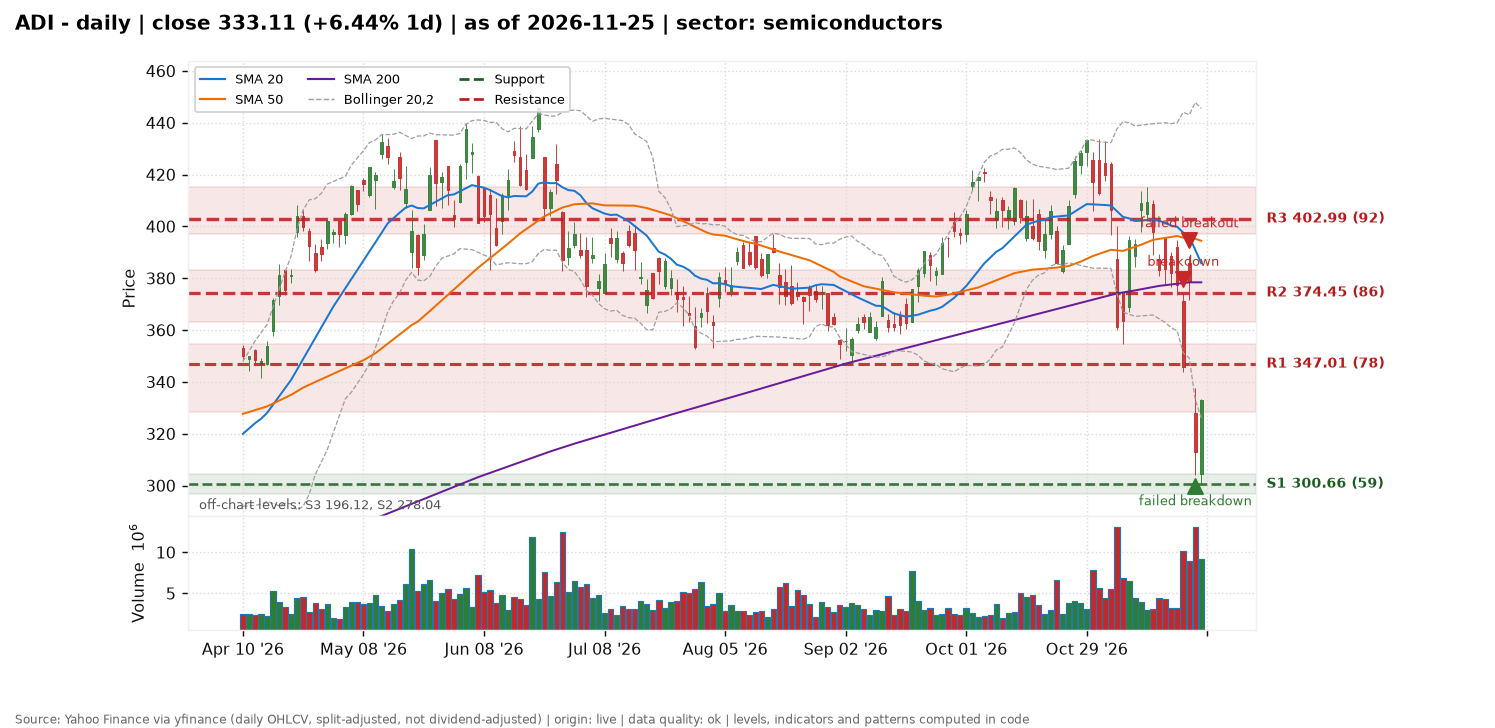 ADI - daily | close 333.11 (+6.44% 1d) | as of 2026-11-25 | sector: semiconductors
SMA 20
SMA 50
SMA 200
Bollinger 20,2
Support
Resistance
Price
460
440
420
400
380
360
340
320
300
failed breakout
breakdown
failed breakdown
R3 402.99 (92)
R2 374.45 (86)
R1 347.01 (78)
S1 300.66 (59)
off-chart levels: S3 196.12, S2 278.04
Volume 10⁶
10
5
Apr 10 '26
May 08 '26
Jun 08 '26
Jul 08 '26
Aug 05 '26
Sep 02 '26
Oct 01 '26
Oct 29 '26
Source: Yahoo Finance via yfinance (daily OHLCV, split-adjusted, not dividend-adjusted) | origin: live | data quality: ok | levels, indicators and patterns computed in code